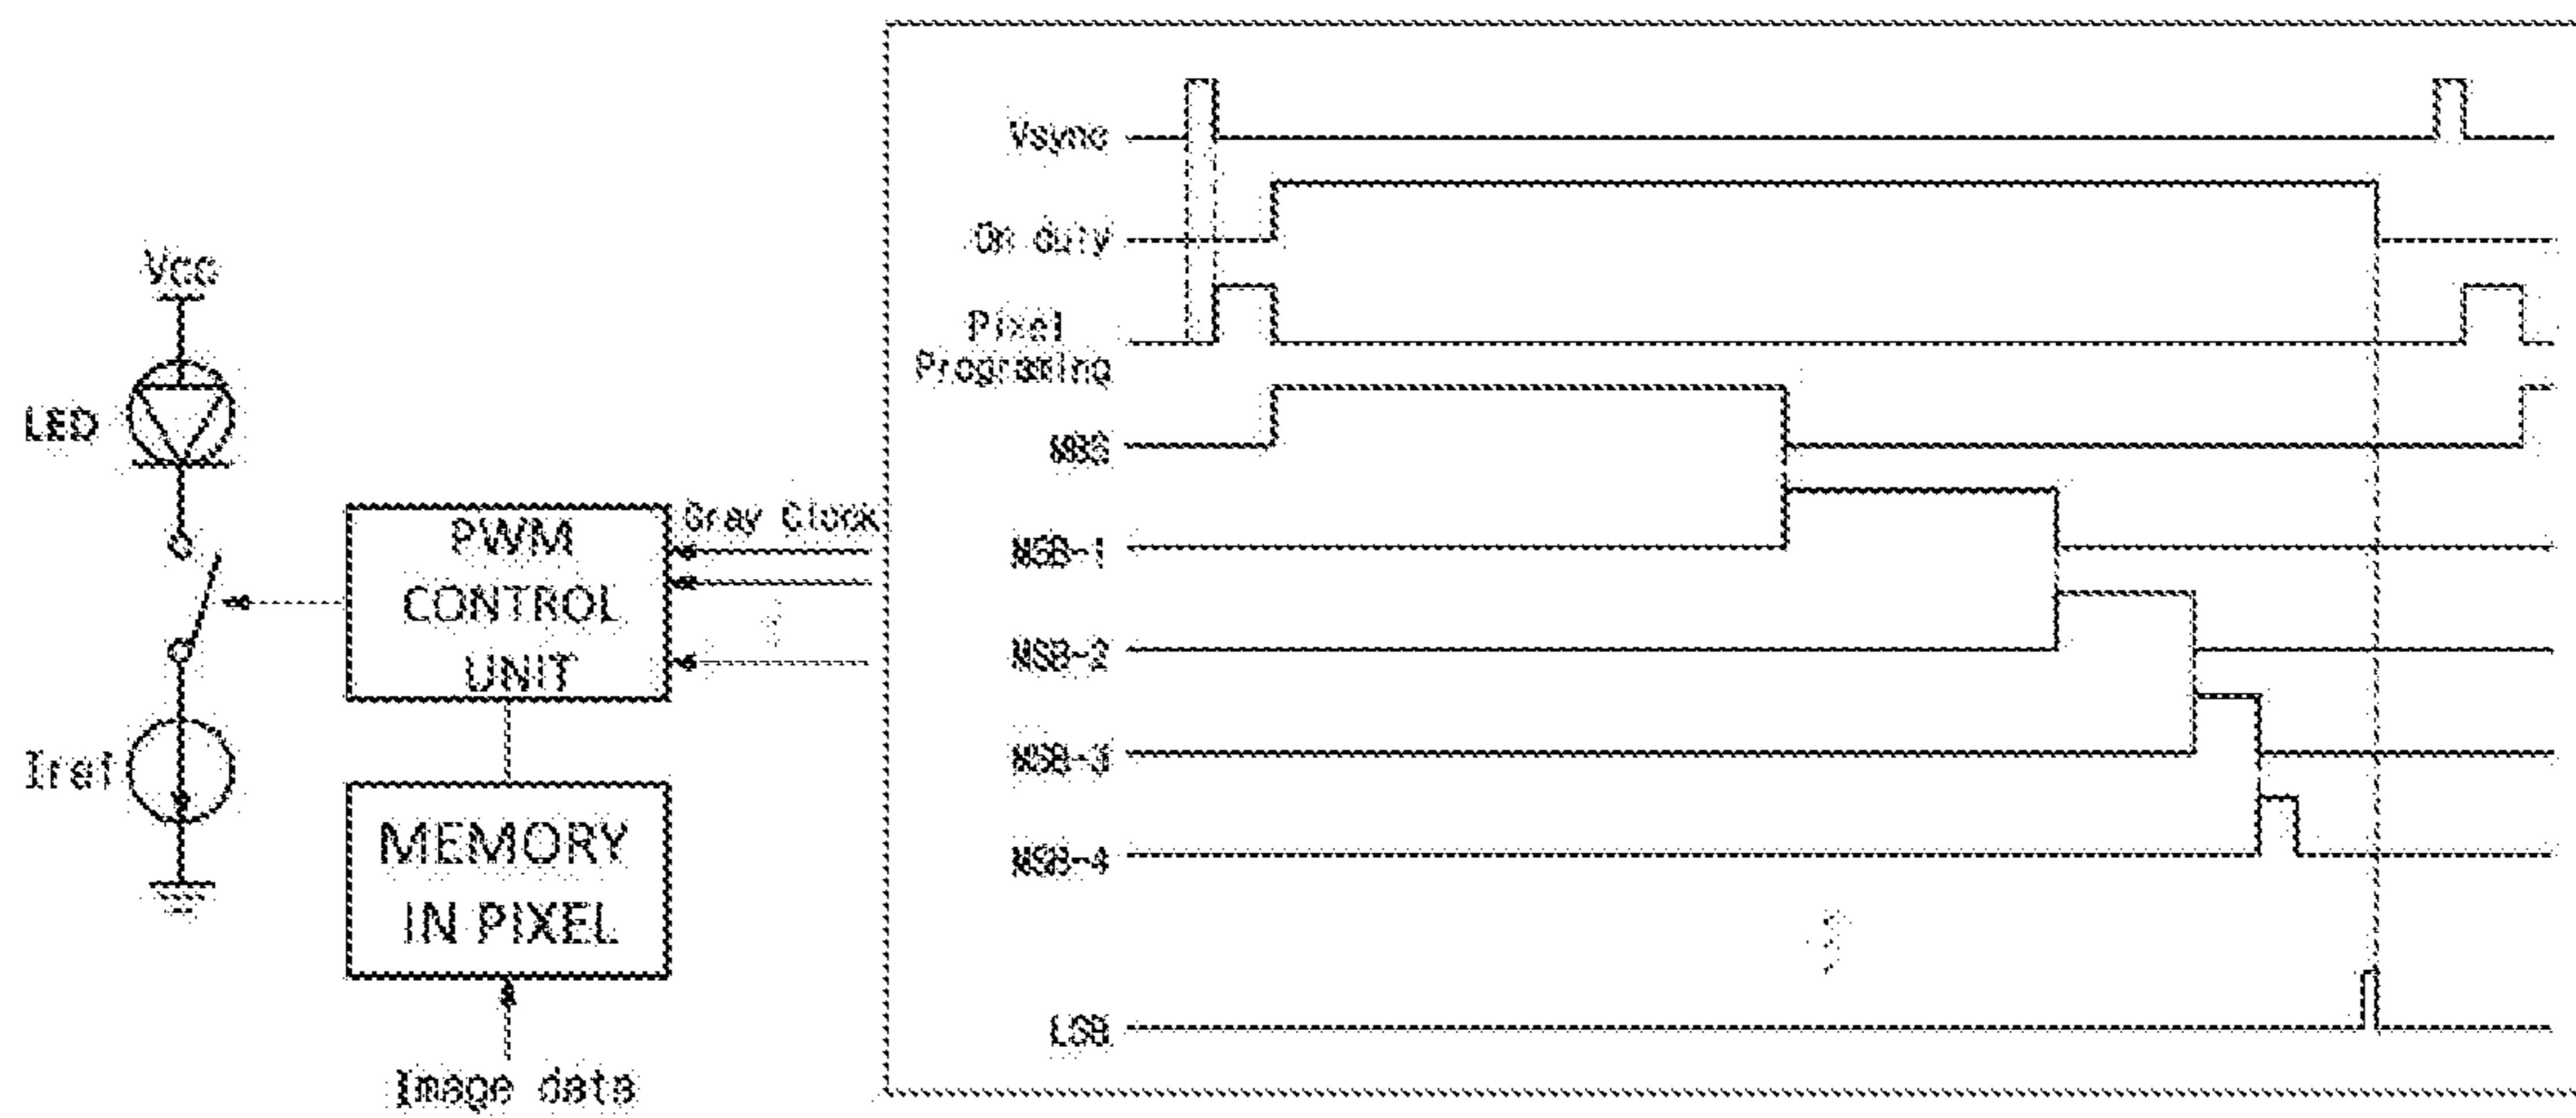 Vsync
On duty
Pixel
Programing
MBS
MSB-1
MSB-2
MSB-3
MSB-4
LSB
Vcc
LED
Iref
PWM
CONTROL
UNIT
Gray Clock
MEMORY
IN PIXEL
Image data